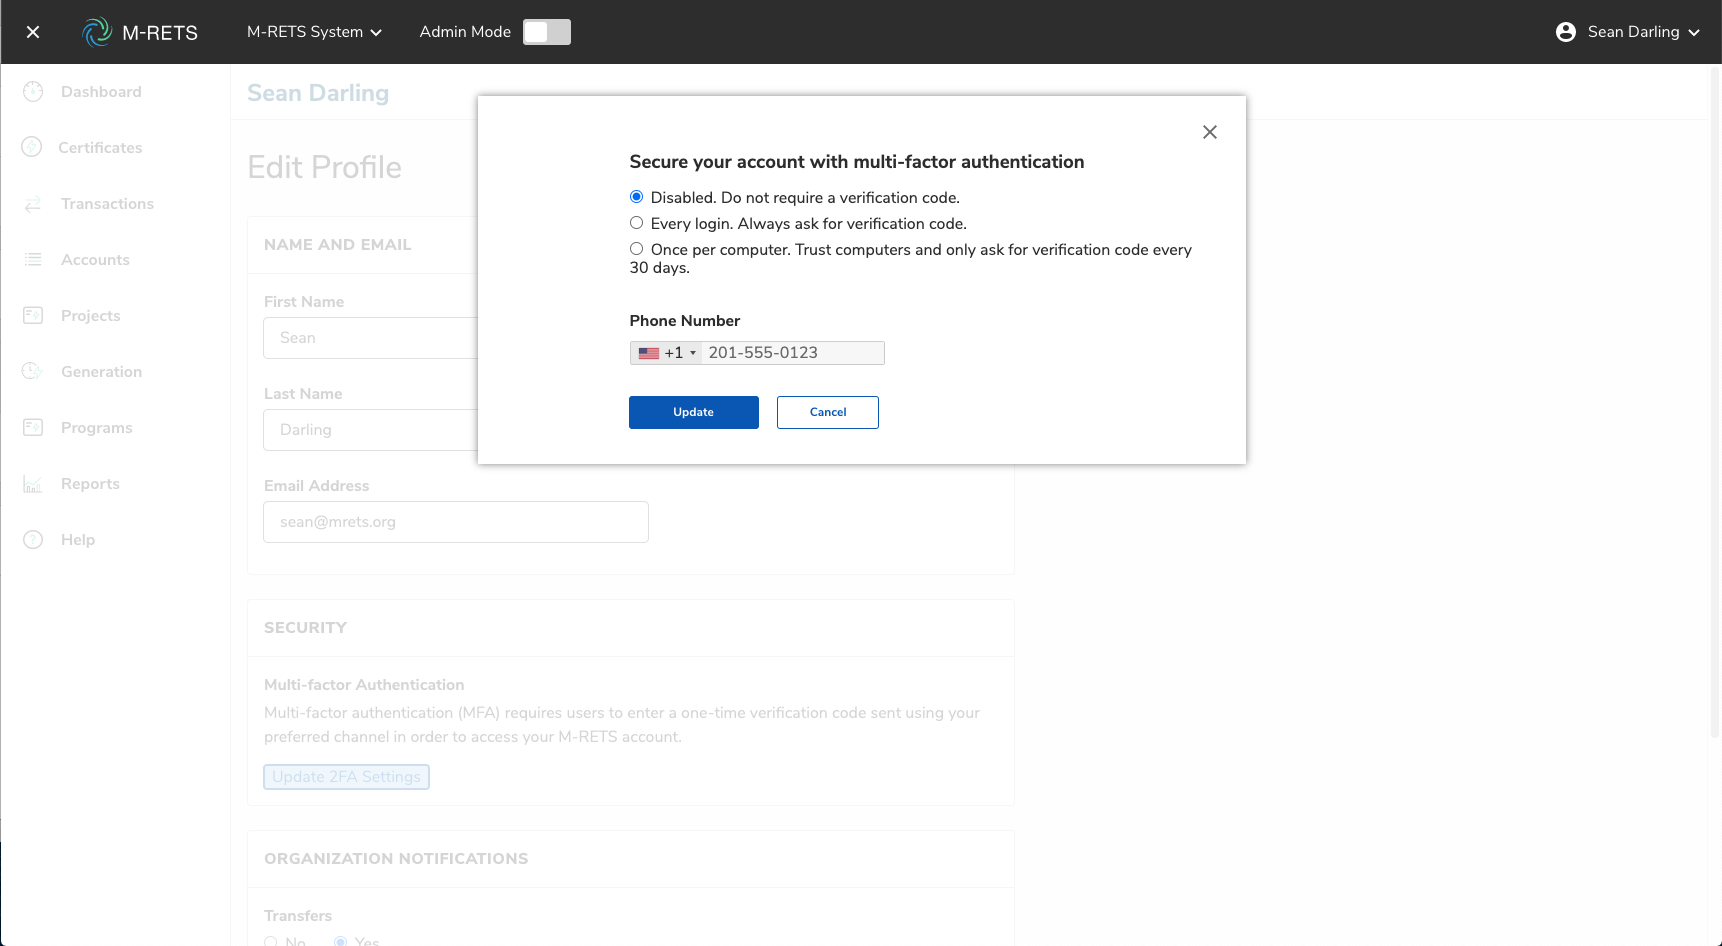 M-RETS
M-RETS System
Admin Mode
Sean Darling
Dashboard
Certificates
Transactions
Accounts
Projects
Generation
Programs
Reports
Help
Sean Darling
Edit Profile
NAME AND EMAIL
First Name
Sean
Last Name
Darling
Email Address
sean@mrets.org
Secure your account with multi-factor authentication
Disabled. Do not require a verification code.
Every login. Always ask for verification code.
Once per computer. Trust computers and only ask for verification code every
30 days.
Phone Number
+1 201-555-0123
Update Cancel
SECURITY
Multi-factor Authentication
Multi-factor authentication (MFA) requires users to enter a one-time verification code sent using your
preferred channel in order to access your M-RETS account.
Update 2FA Settings
ORGANIZATION NOTIFICATIONS
Transfers
No Yes